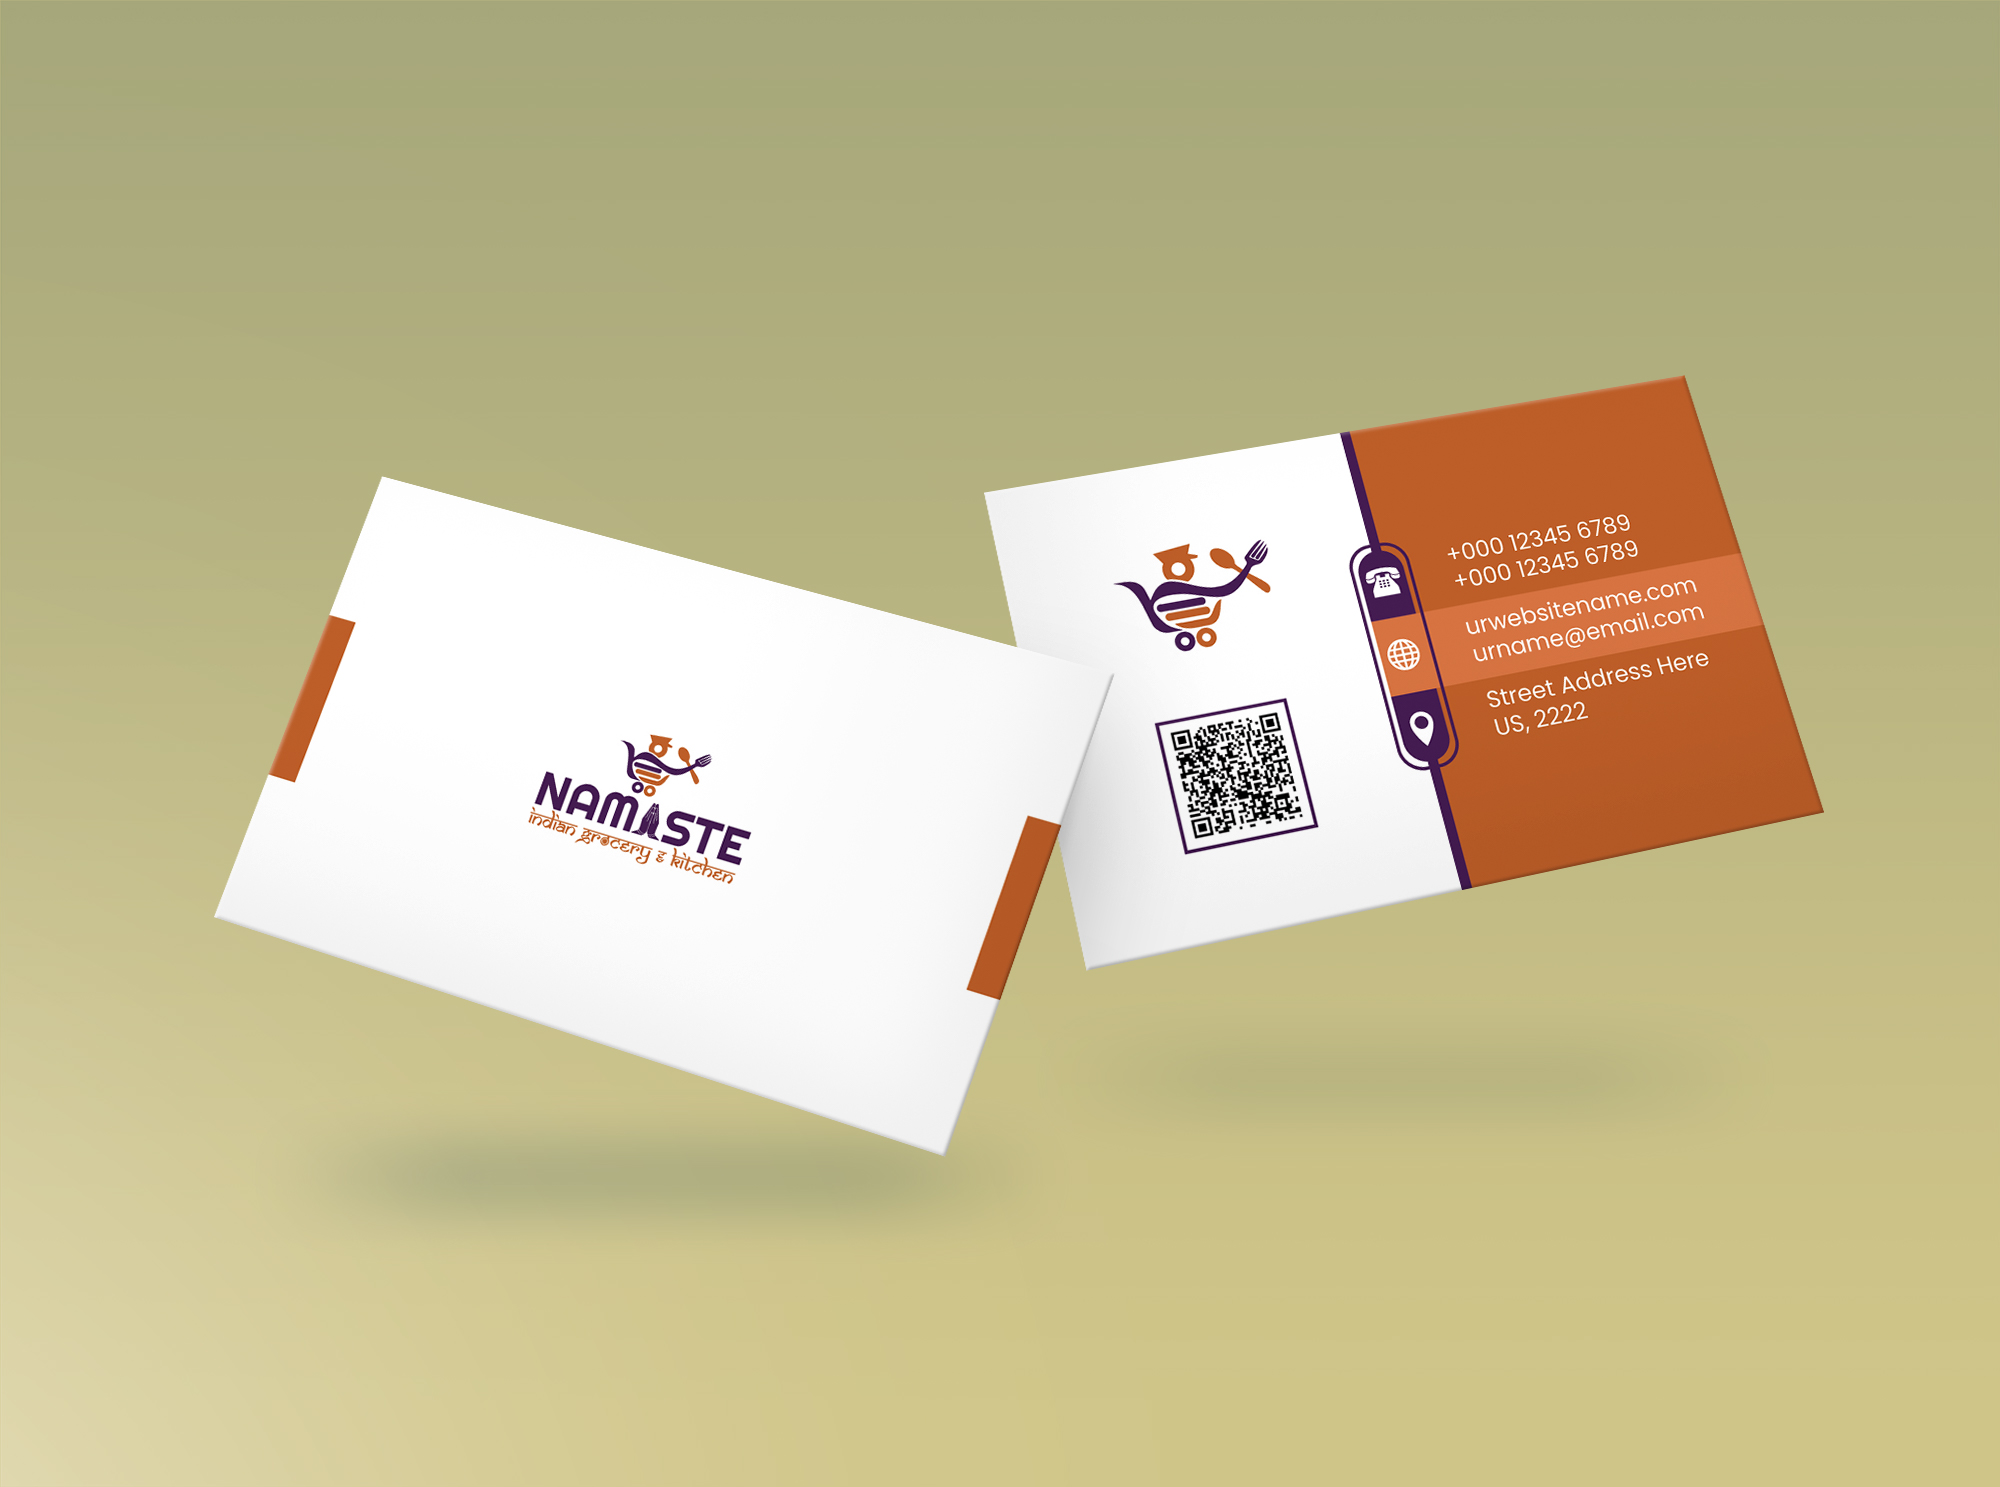 NAMASTE
indian grocery & kitchen
+000 12345 6789
+000 12345 6789
urwebsitename.com
urname@email.com
Street Address Here
US, 2222